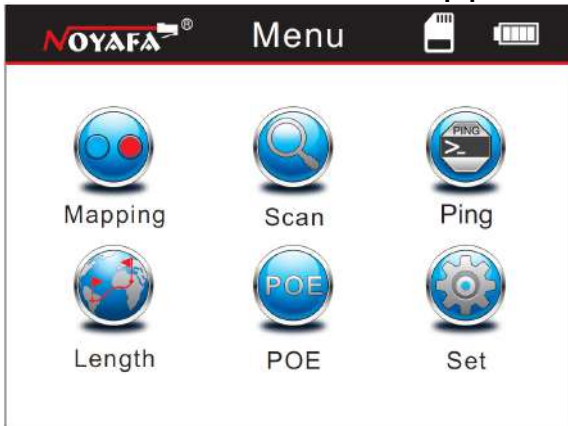 NOYAFA® Menu
PING
>_
Mapping Scan Ping
POE
Length POE Set